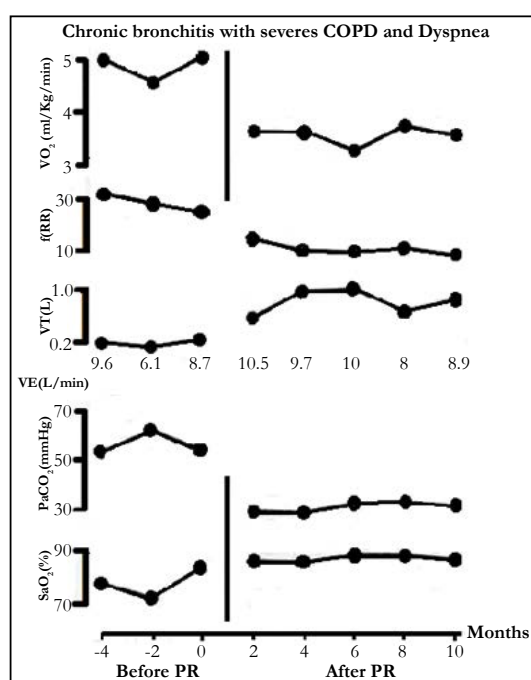 Chronic bronchitis with severes COPD and Dyspnea
VO₂ (ml/Kg/min)
5
4
3
f(RR)
30
10
VT(L)
1.0
0.2
9.6 6.1 8.7 10.5 9.7 10 8 8.9
VE(L/min)
PaCO₂(mmHg)
70
50
30
SaO₂(%)
90
70
Months
-4 -2 0 2 4 6 8 10
Before PR After PR